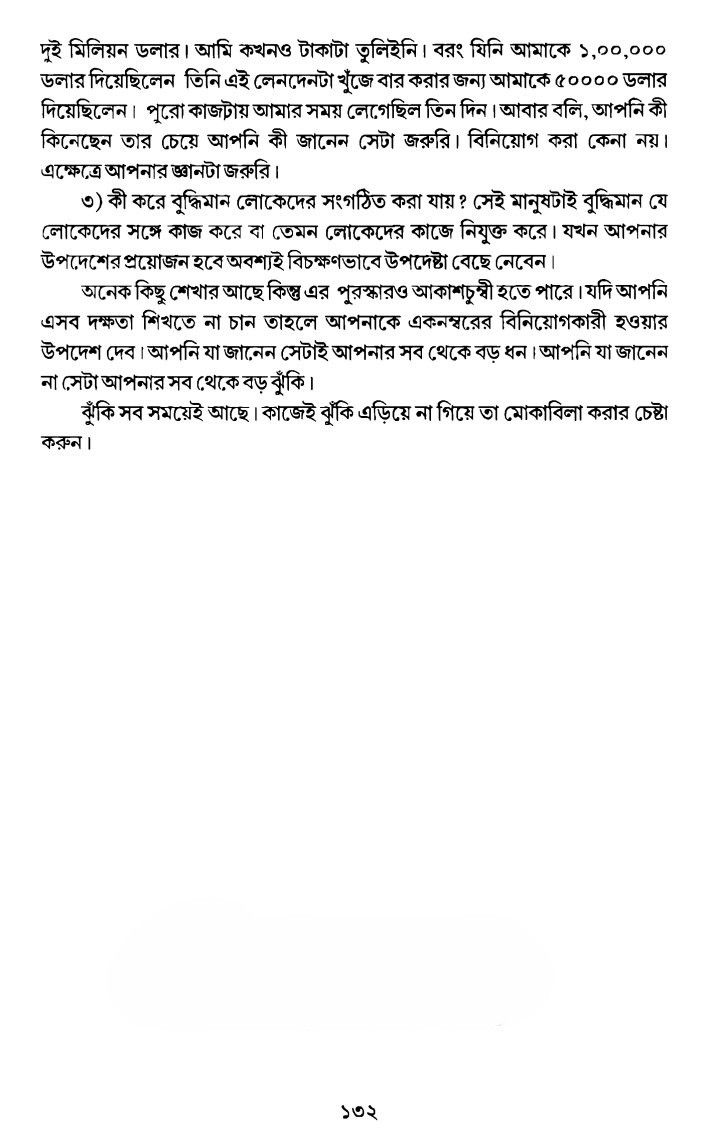 দুই মিলিয়ন ডলার। আমি কখনও টাকাটা তুলিইনি। বরং যিনি আমাকে ১,০০,০০০
ডলার দিয়েছিলেন তিনি এই লেনদেনটা খুঁজে বার করার জন্য আমাকে ৫০০০০ ডলার
দিয়েছিলেন। পুরো কাজটায় আমার সময় লেগেছিল তিন দিন। আবার বলি, আপনি কী
কিনেছেন তার চেয়ে আপনি কী জানেন সেটা জরুরি। বিনিয়োগ করা কেনা নয়।
এক্ষেত্রে আপনার জ্ঞানটা জরুরি।
৩) কী করে বুদ্ধিমান লোকেদের সংগঠিত করা যায়? সেই মানুষটাই বুদ্ধিমান যে
লোকেদের সঙ্গে কাজ করে বা তেমন লোকেদের কাজে নিযুক্ত করে। যখন আপনার
উপদেশের প্রয়োজন হবে অবশ্যই বিচক্ষণভাবে উপদেষ্টা বেছে নেবেন।
অনেক কিছু শেখার আছে কিন্তু এর পুরস্কারও আকাশচুম্বী হতে পারে। যদি আপনি
এসব দক্ষতা শিখতে না চান তাহলে আপনাকে একনম্বরের বিনিয়োগকারী হওয়ার
উপদেশ দেব। আপনি যা জানেন সেটাই আপনার সব থেকে বড় ধন। আপনি যা জানেন
না সেটা আপনার সব থেকে বড় ঝুঁকি।
ঝুঁকি সব সময়েই আছে। কাজেই ঝুঁকি এড়িয়ে না গিয়ে তা মোকাবিলা করার চেষ্টা
করুন।
১৩২